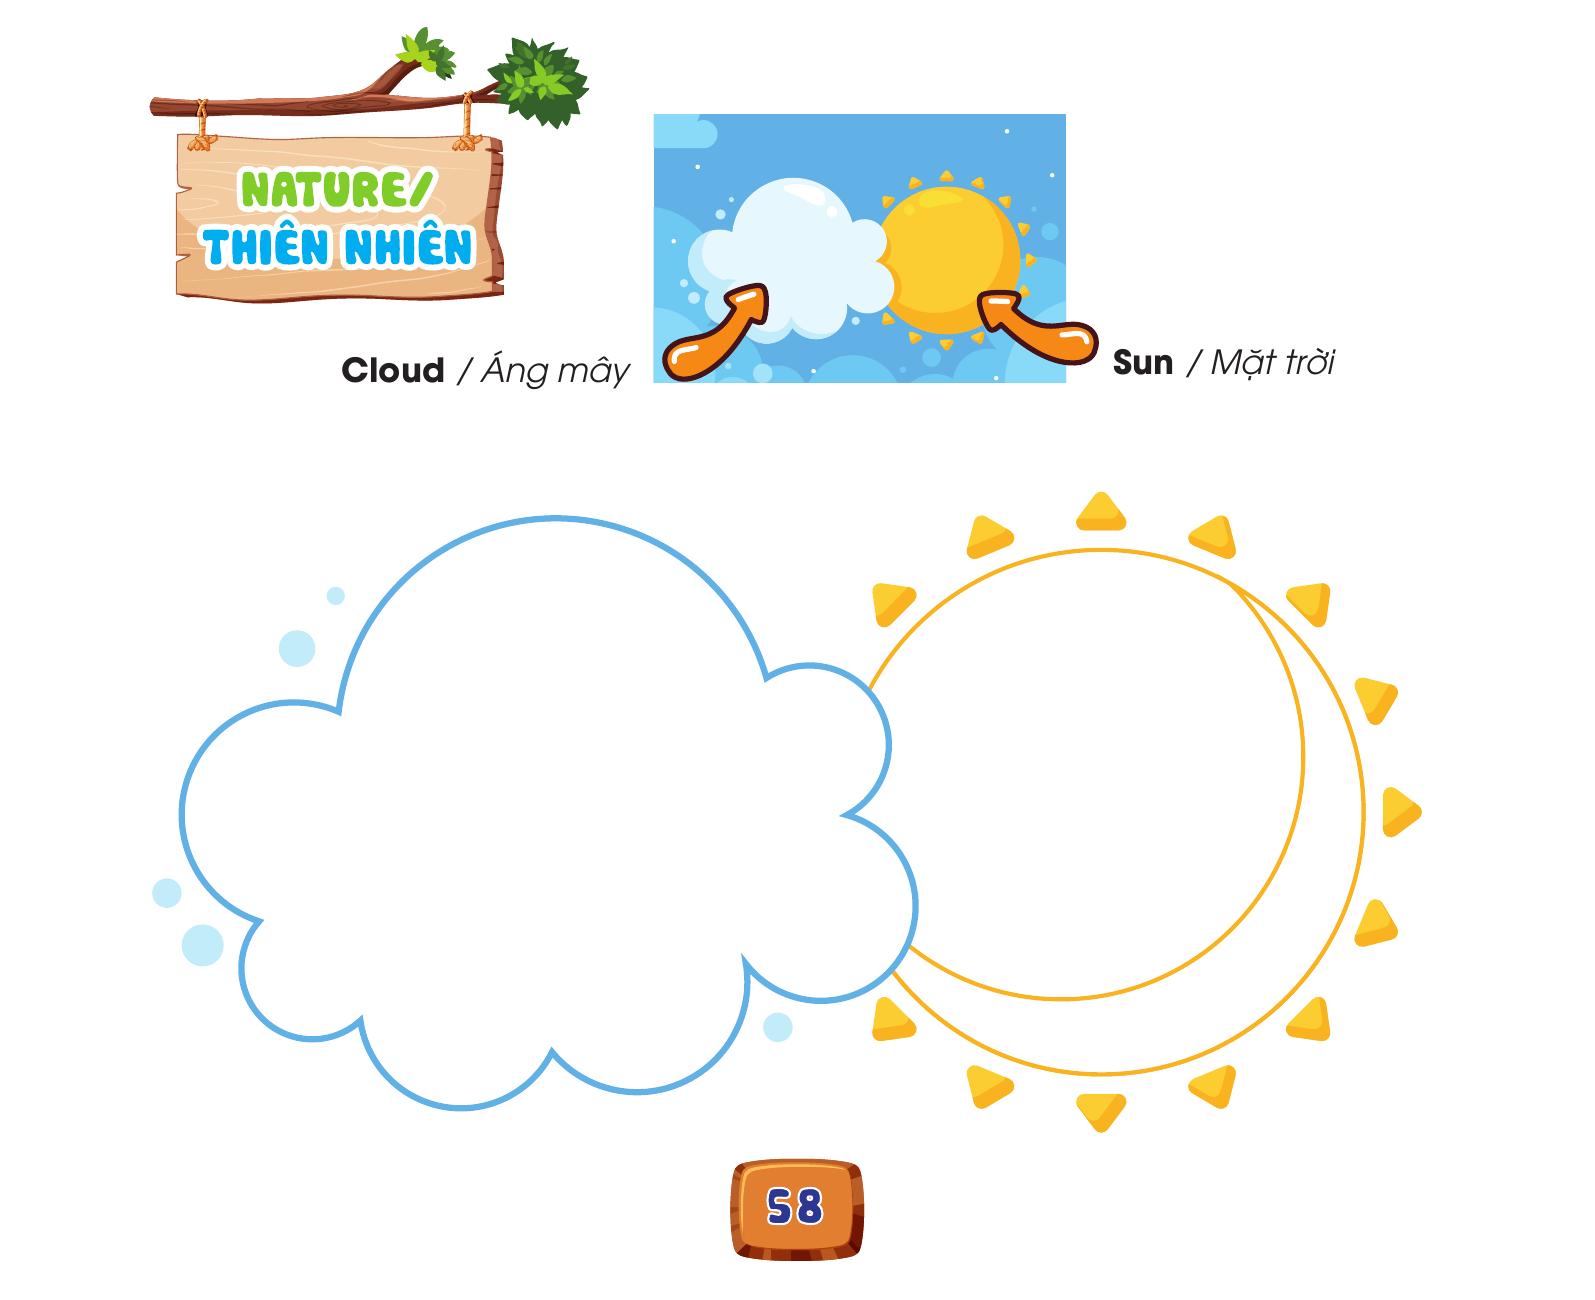 NATURE/
THIÊN NHIÊN
Cloud / Áng mây
Sun / Mặt trời
58